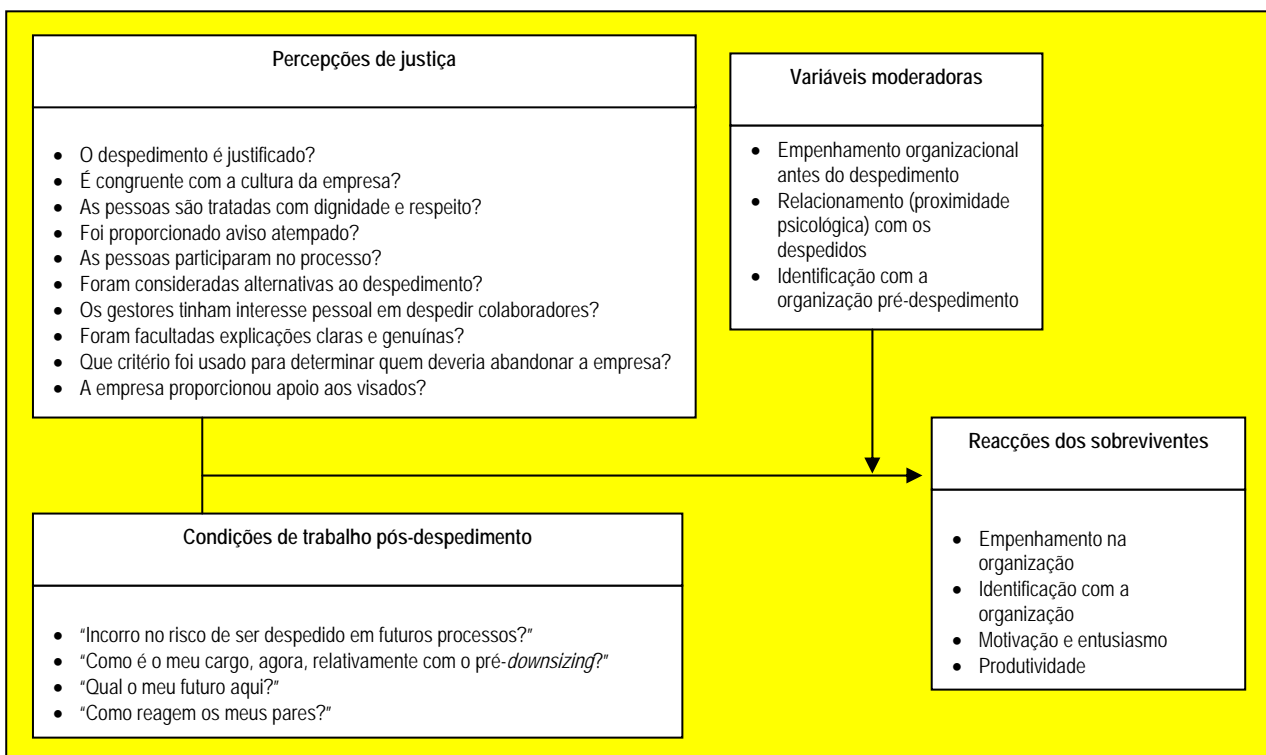 Percepções de justiça
• O despedimento é justificado?
• É congruente com a cultura da empresa?
• As pessoas são tratadas com dignidade e respeito?
• Foi proporcionado aviso atempado?
• As pessoas participaram no processo?
• Foram consideradas alternativas ao despedimento?
• Os gestores tinham interesse pessoal em despedir colaboradores?
• Foram facultadas explicações claras e genuínas?
• Que critério foi usado para determinar quem deveria abandonar a empresa?
• A empresa proporcionou apoio aos visados?
Variáveis moderadoras
• Empenhamento organizacional
antes do despedimento
• Relacionamento (proximidade
psicológica) com os
despedidos
• Identificação com a
organização pré-despedimento
Condições de trabalho pós-despedimento
• “Incorro no risco de ser despedido em futuros processos?”
• “Como é o meu cargo, agora, relativamente com o pré-downsizing?”
• “Qual o meu futuro aqui?”
• “Como reagem os meus pares?”
Reacções dos sobreviventes
• Empenhamento na
organização
• Identificação com a
organização
• Motivação e entusiasmo
• Produtividade